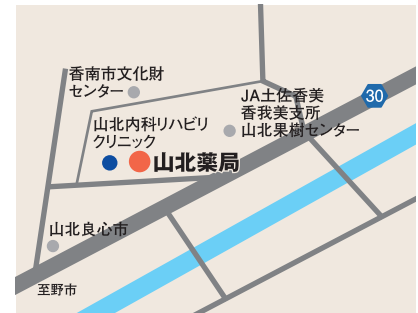 香南市文化財
センター
JA土佐香美
香我美支所
山北果樹センター
30
山北内科リハビリ
クリニック
山北薬局
山北良心市
至野市